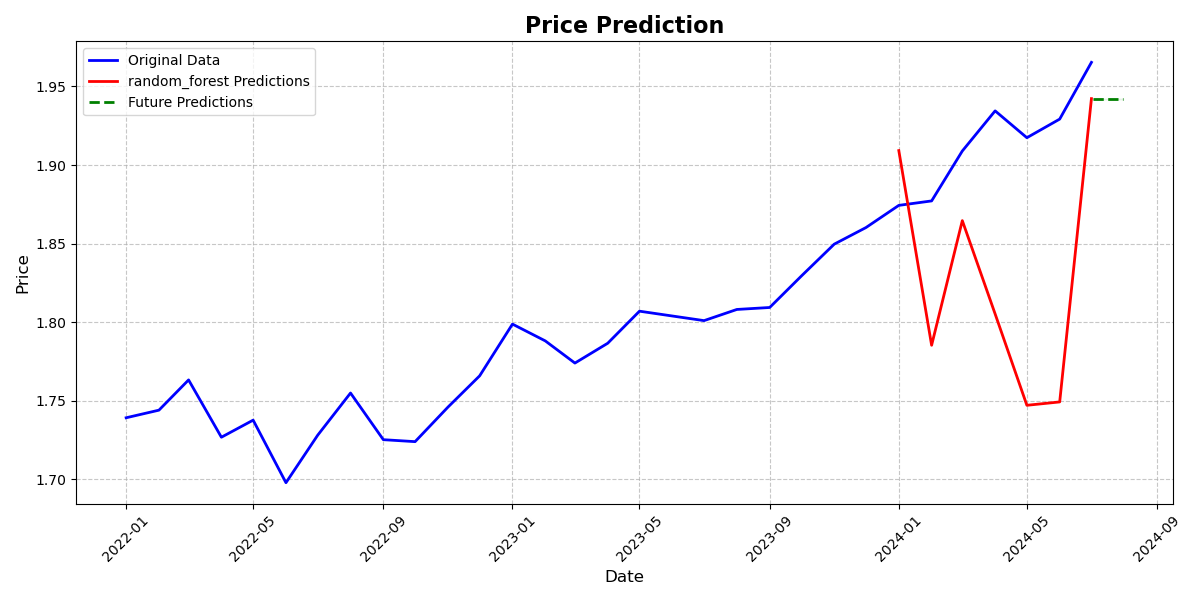 Price Prediction
Original Data
random_forest Predictions
Future Predictions
Price
1.95
1.90
1.85
1.80
1.75
1.70
2022-01
2022-05
2022-09
2023-01
2023-05
2023-09
2024-01
2024-05
2024-09
Date